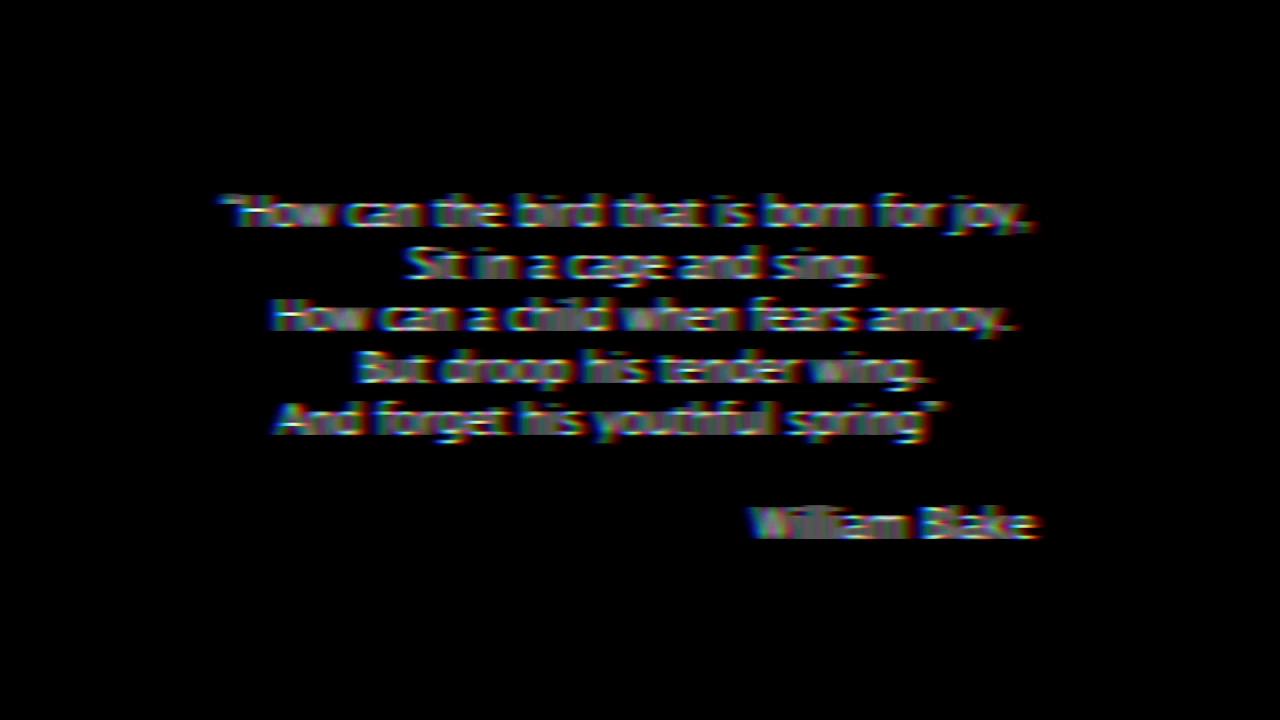 "How can the bird that is born for joy,
Sit in a cage and sing,
How can a child when fears annoy.
But droop his tender wing.
And forget his youthful spring"
William Blake